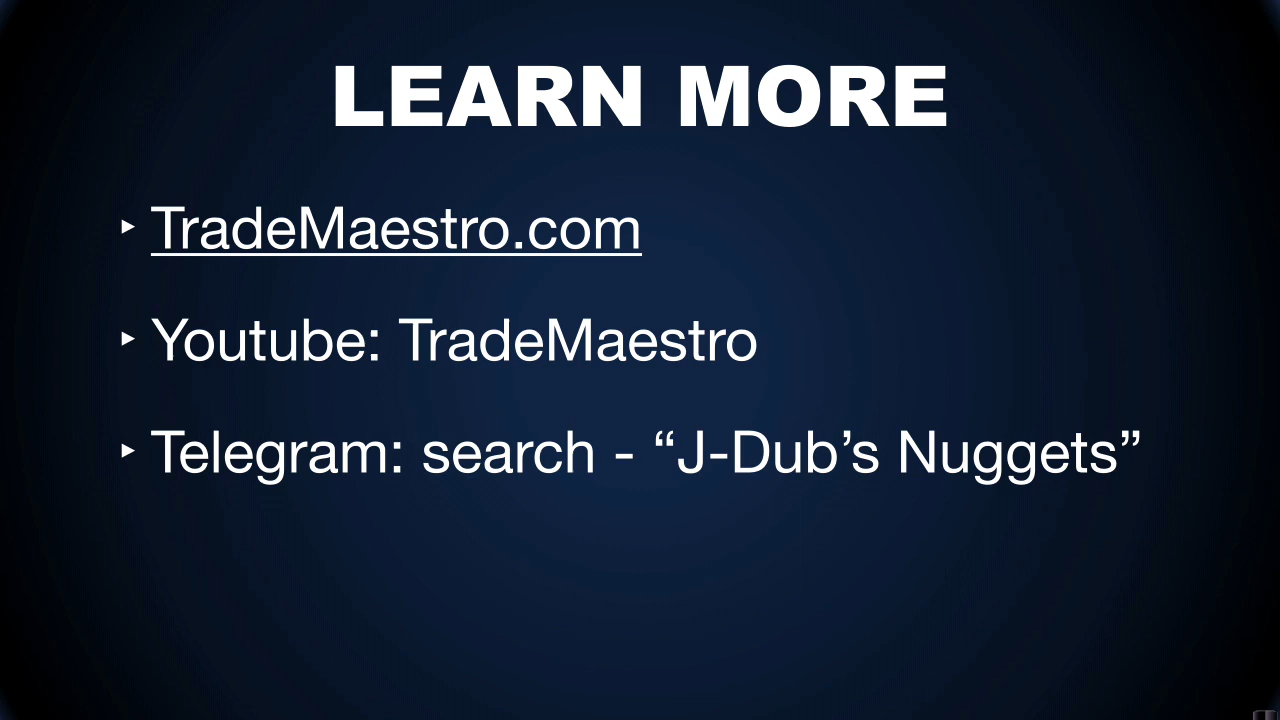 LEARN MORE
‣ TradeMaestro.com
‣ Youtube: TradeMaestro
‣ Telegram: search - “J-Dub’s Nuggets”